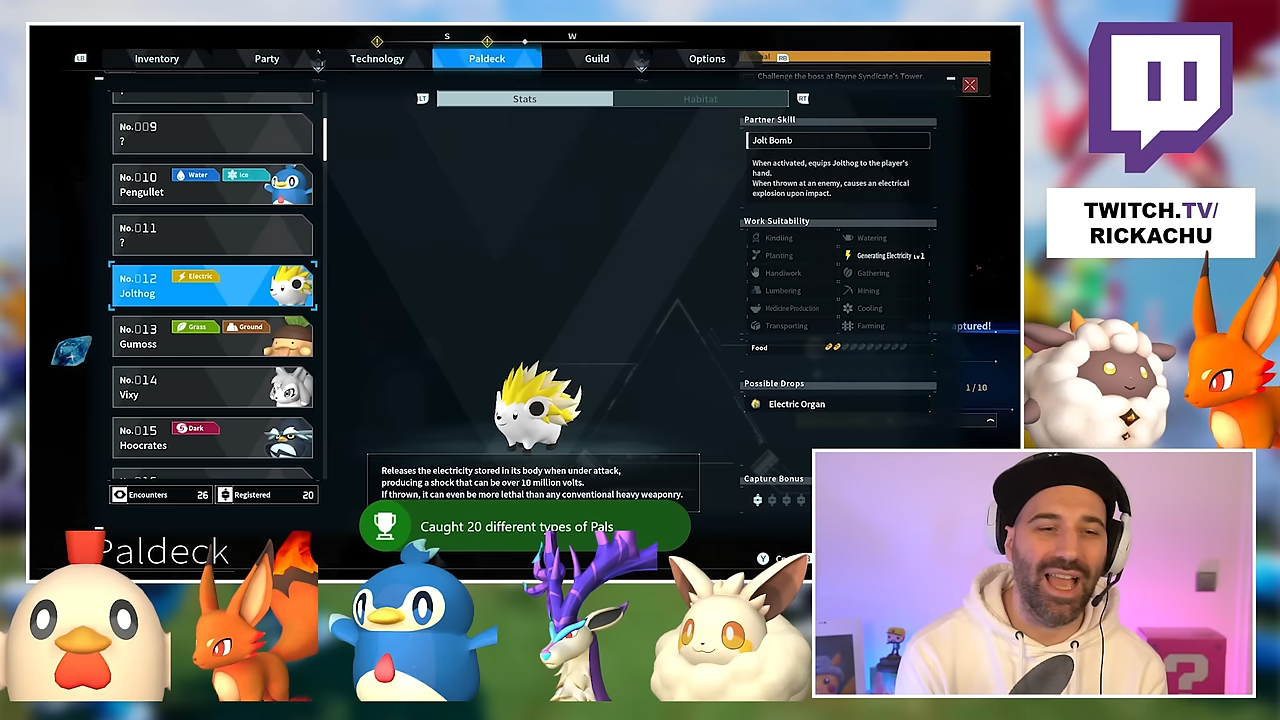 S
W
LB
Inventory
Party
Technology
Paldeck
Guild
Options
RB
Challenge the boss at Rayne Syndicate's Tower.
LT
Stats
Habitat
RT
No.009
?
No.010
Water
Ice
Pengullet
No.011
?
No.012
Electric
Jolthog
No.013
Grass
Ground
Gumoss
No.014
Vixy
No.015
Dark
Hoocrates
Encounters 26
Registered 20
Paldeck
Partner Skill
Jolt Bomb
When activated, equips Jolthog to the player's
hand.
When thrown at an enemy, causes an electrical
explosion upon impact.
Work Suitability
Kindling
Watering
Planting
Generating Electricity Lv 1
Handiwork
Gathering
Lumbering
Mining
Medicine Production
Cooling
Transporting
Farming
Food
Possible Drops
Electric Organ
Capture Bonus
aptured!
1 / 10
Releases the electricity stored in its body when under attack,
producing a shock that can be over 10 million volts.
If thrown, it can even be more lethal than any conventional heavy weaponry.
Caught 20 different types of Pals
Y
TWITCH.TV/
RICKACHU
?